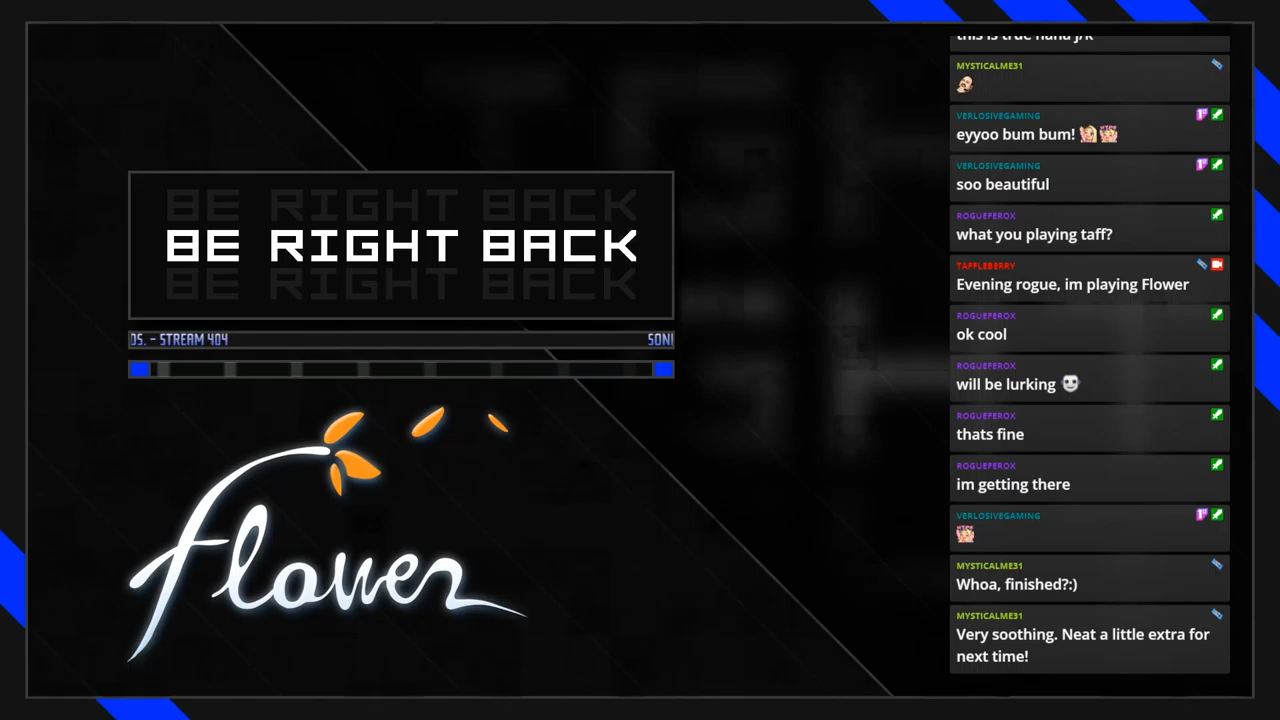 BE RIGHT BACK
BE RIGHT BACK
BE RIGHT BACK
OS. - STREAM 404
SONI
flower
this is true haha j/k
MYSTICALME31
VERLOSIVEGAMING
eyyoo bum bum!
VERLOSIVEGAMING
soo beautiful
ROGUEFEROX
what you playing taff?
TAFFLEBERRY
Evening rogue, im playing Flower
ROGUEFEROX
ok cool
ROGUEFEROX
will be lurking
ROGUEFEROX
thats fine
ROGUEFEROX
im getting there
VERLOSIVEGAMING
MYSTICALME31
Whoa, finished?:)
MYSTICALME31
Very soothing. Neat a little extra for
next time!